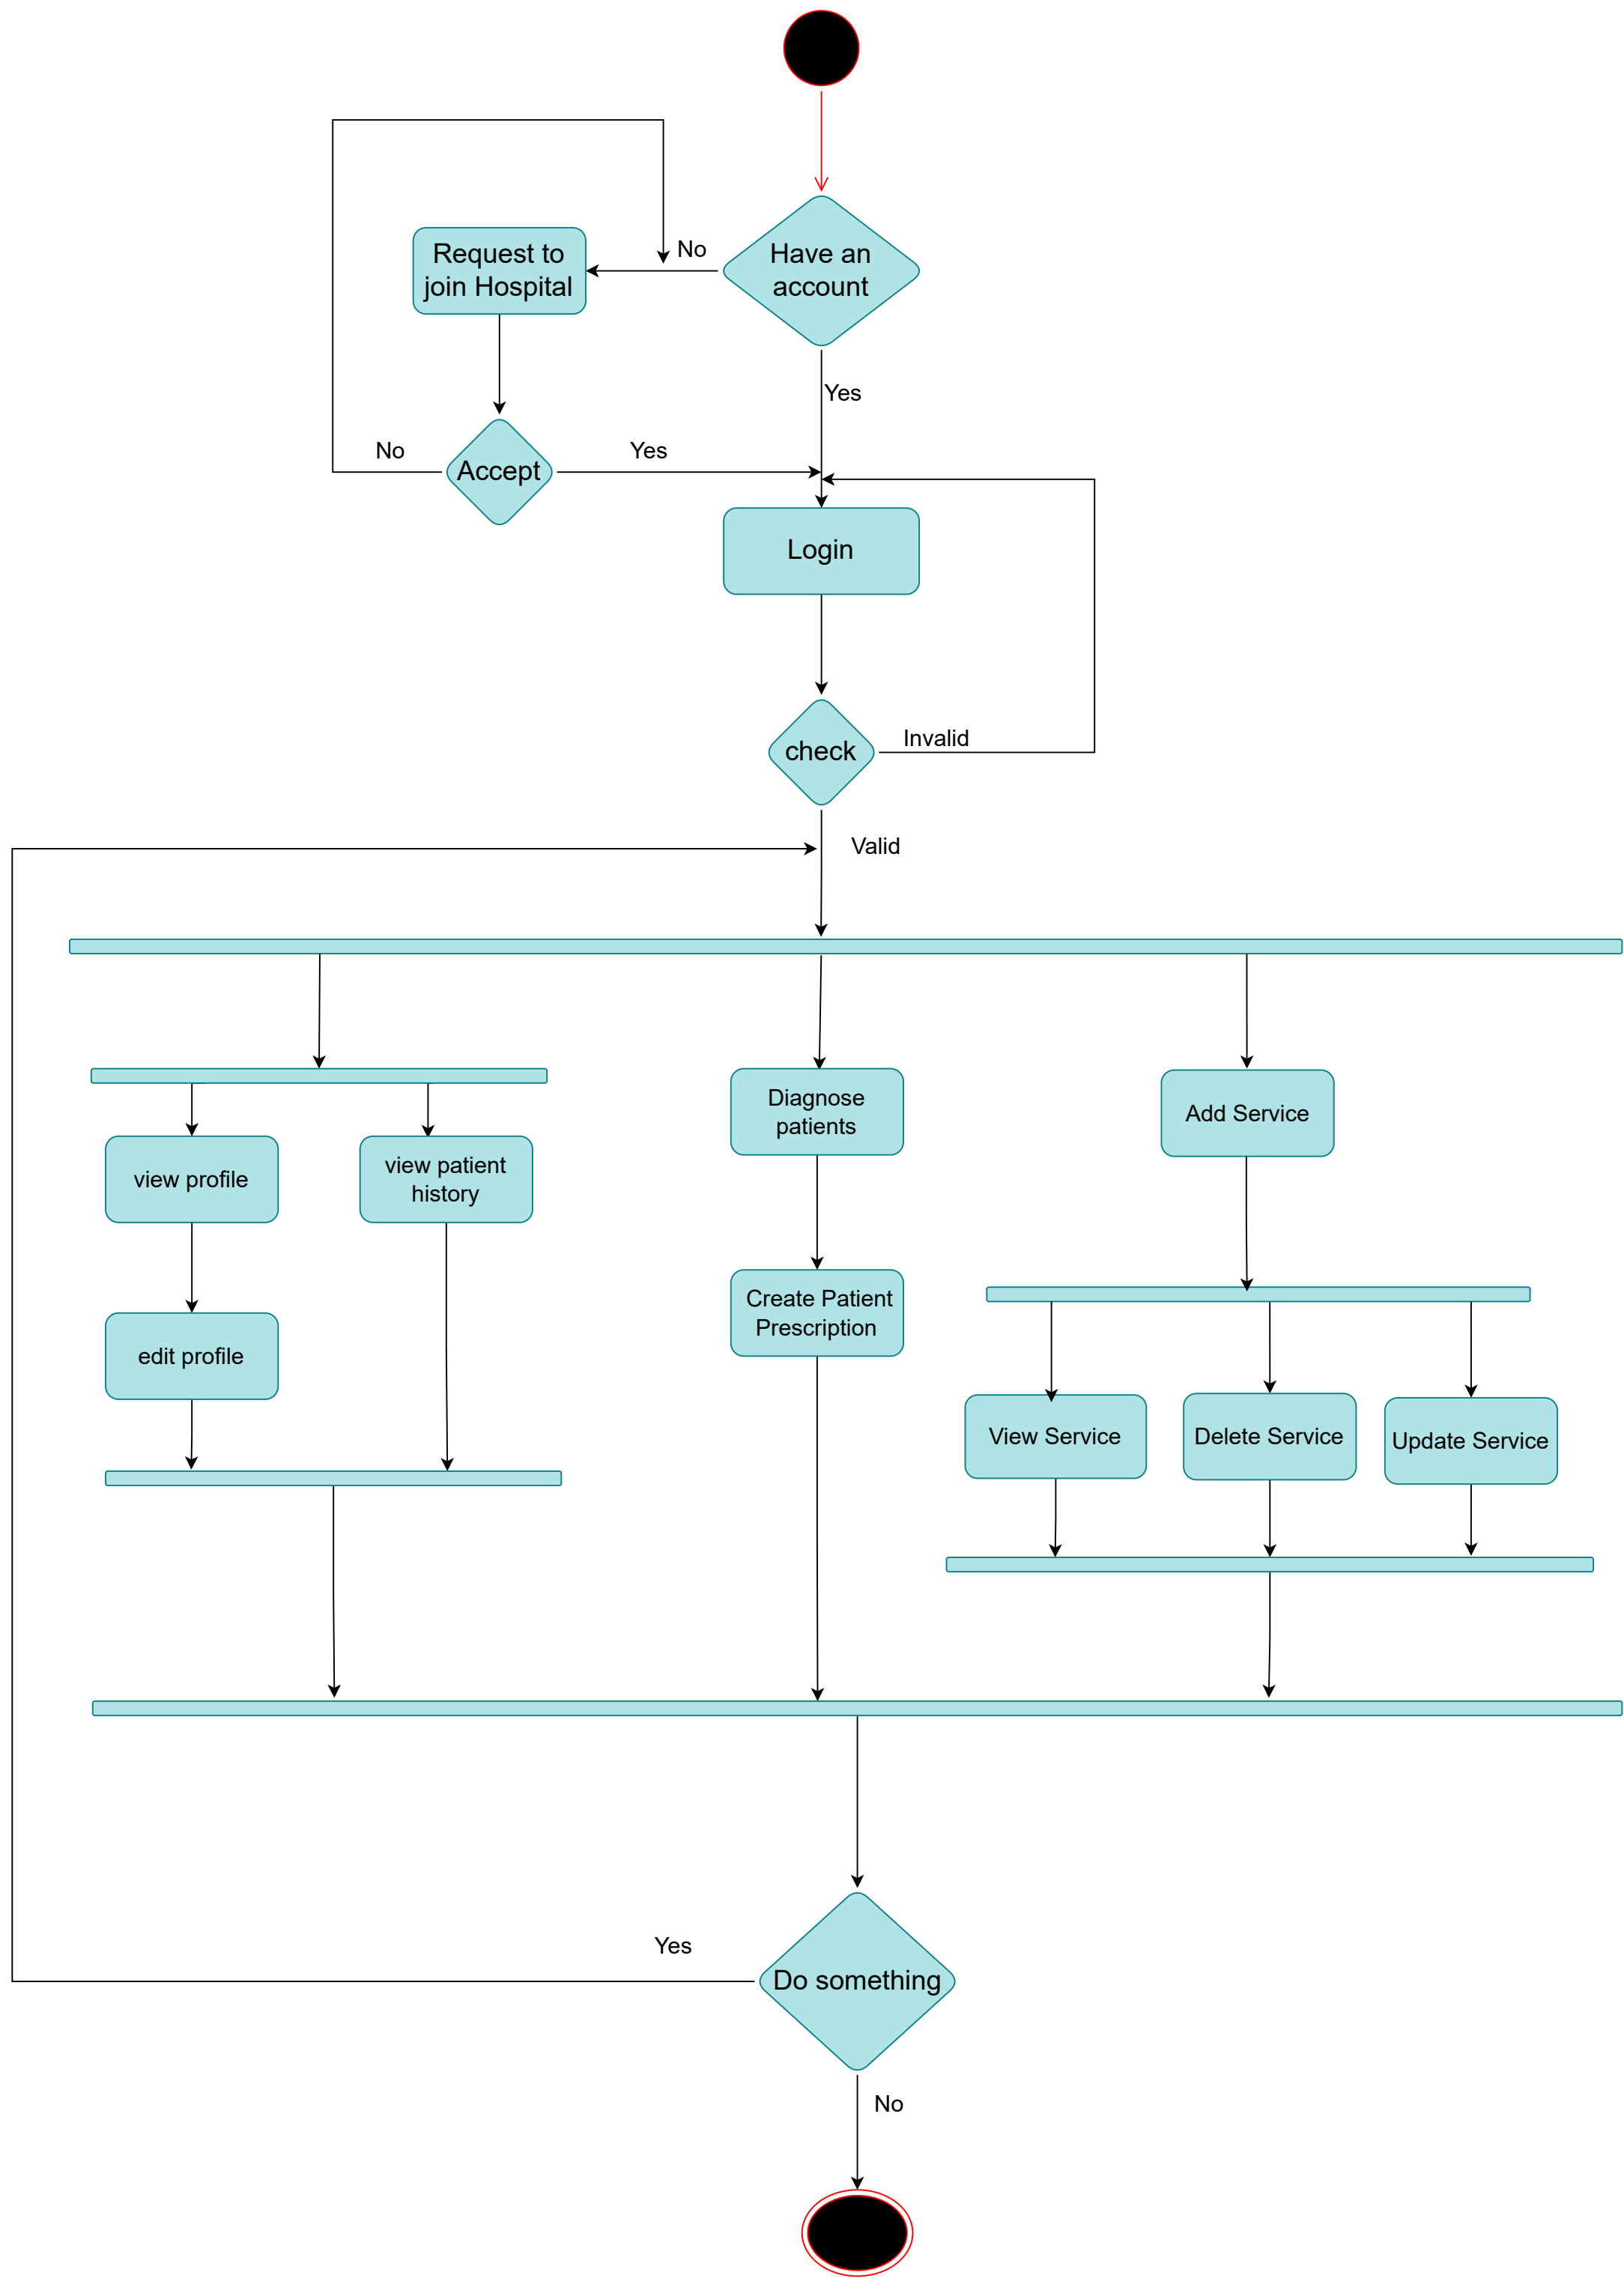 Have an
account
No
Request to
join Hospital
Yes
No
Accept
Yes
Login
check
Invalid
Valid
Diagnose
patients
Add Service
view profile
view patient
history
Create Patient
Prescription
edit profile
View Service
Delete Service
Update Service
Yes
Do something
No